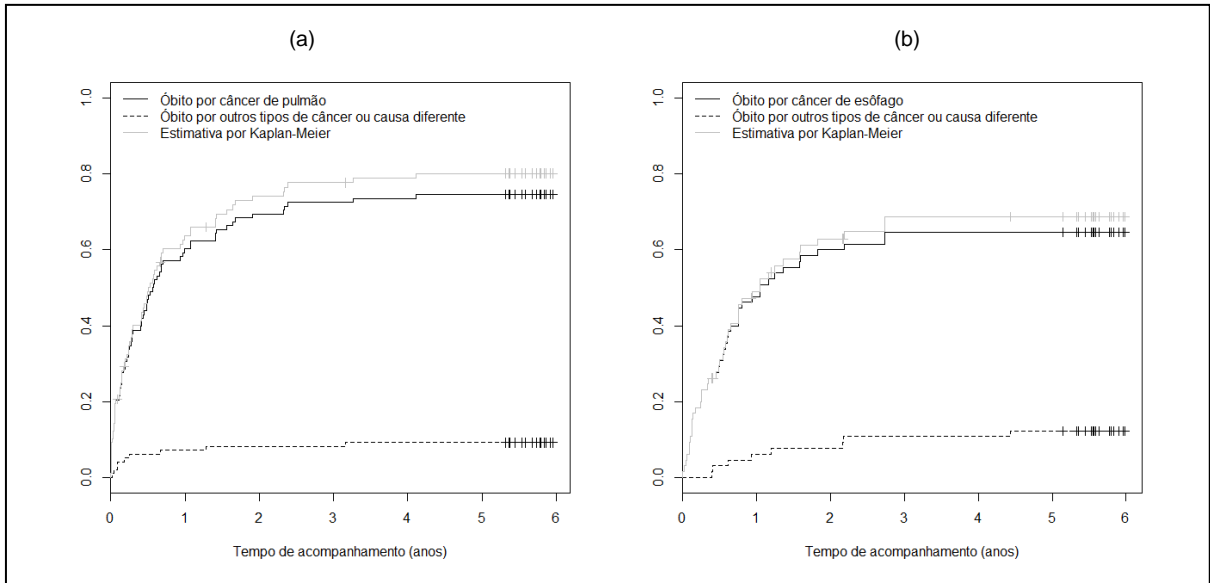 (a)
Óbito por câncer de pulmão
Óbito por outros tipos de câncer ou causa diferente
Estimativa por Kaplan-Meier
1.0
0.8
0.6
0.4
0.2
0.0
0 1 2 3 4 5 6
Tempo de acompanhamento (anos)
(b)
Óbito por câncer de esôfago
Óbito por outros tipos de câncer ou causa diferente
Estimativa por Kaplan-Meier
1.0
0.8
0.6
0.4
0.2
0.0
0 1 2 3 4 5 6
Tempo de acompanhamento (anos)